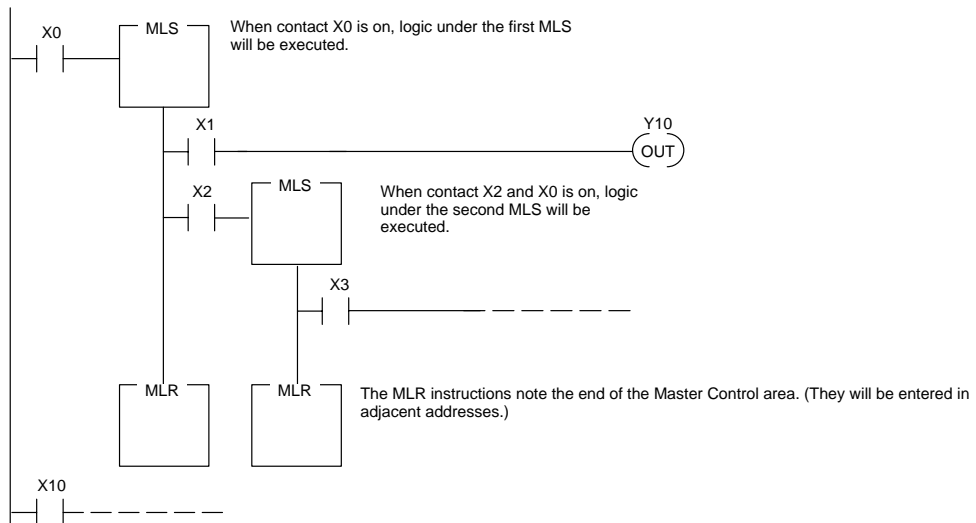 X0
MLS
When contact X0 is on, logic under the first MLS
will be executed.
X1
Y10
OUT
X2
MLS
When contact X2 and X0 is on, logic
under the second MLS will be
executed.
X3
MLR
MLR
The MLR instructions note the end of the Master Control area. (They will be entered in
adjacent addresses.)
X10